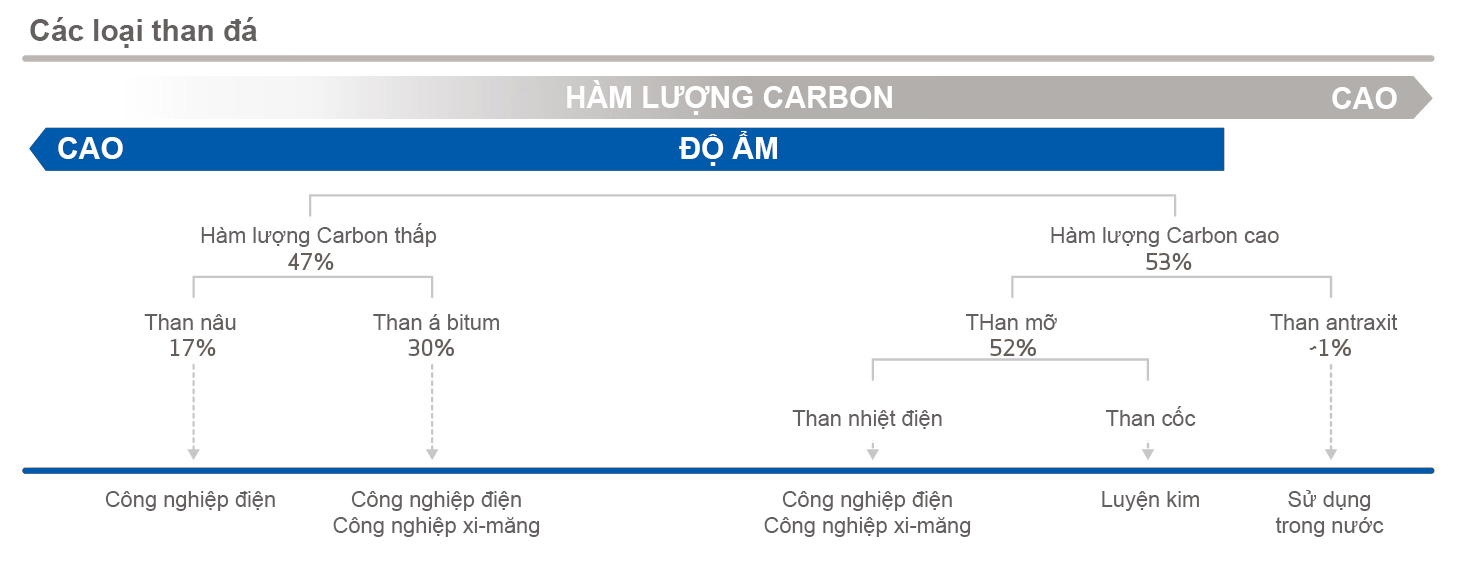 Các loại than đá
HÀM LƯỢNG CARBON CAO
CAO ĐỘ ẨM
Hàm lượng Carbon thấp
47%
Hàm lượng Carbon cao
53%
Than nâu
17%
Than á bitum
30%
THan mỡ
52%
Than antraxit
~1%
Than nhiệt điện
Than cốc
Công nghiệp điện
Công nghiệp điện
Công nghiệp xi-măng
Công nghiệp điện
Công nghiệp xi-măng
Luyện kim
Sử dụng
trong nước